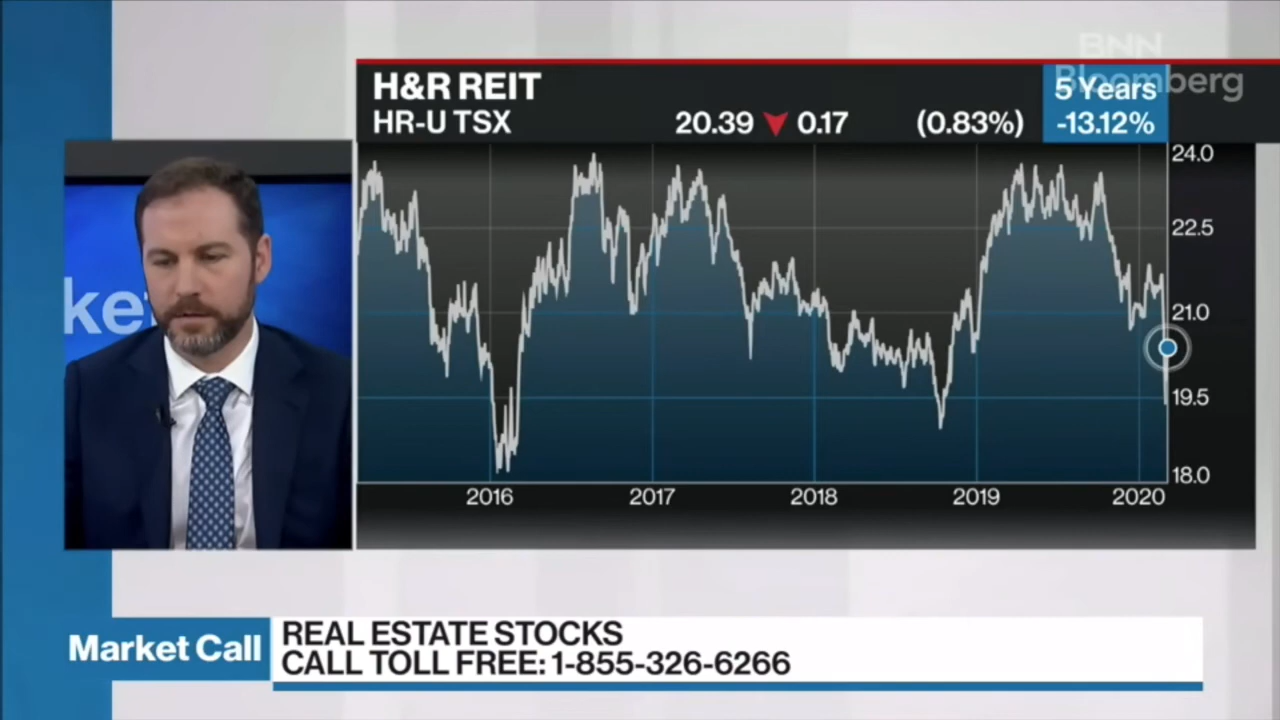 BNN
Bloomberg
H&R REIT
HR-U TSX
20.39 0.17 (0.83%)
5 Years
-13.12%
24.0
22.5
21.0
19.5
18.0
2016 2017 2018 2019 2020
ke
Market Call
REAL ESTATE STOCKS
CALL TOLL FREE: 1-855-326-6266